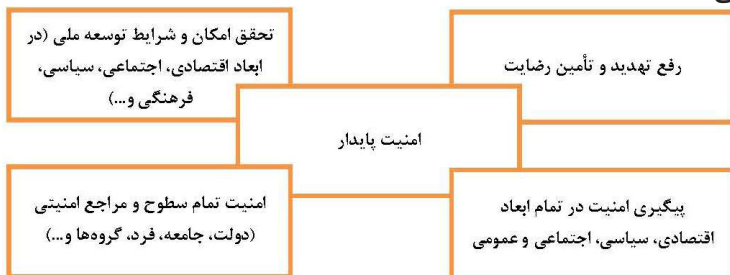 رفع تهدید و تأمین رضایت
تحقق امکان و شرایط توسعه ملی (در
ابعاد اقتصادی، اجتماعی، سیاسی،
فرهنگی و...)
امنیت پایدار
پیگیری امنیت در تمام ابعاد
اقتصادی، سیاسی، اجتماعی و عمومی
امنیت تمام سطوح و مراجع امنیتی
(دولت، جامعه، فرد، گروه‌ها و...)